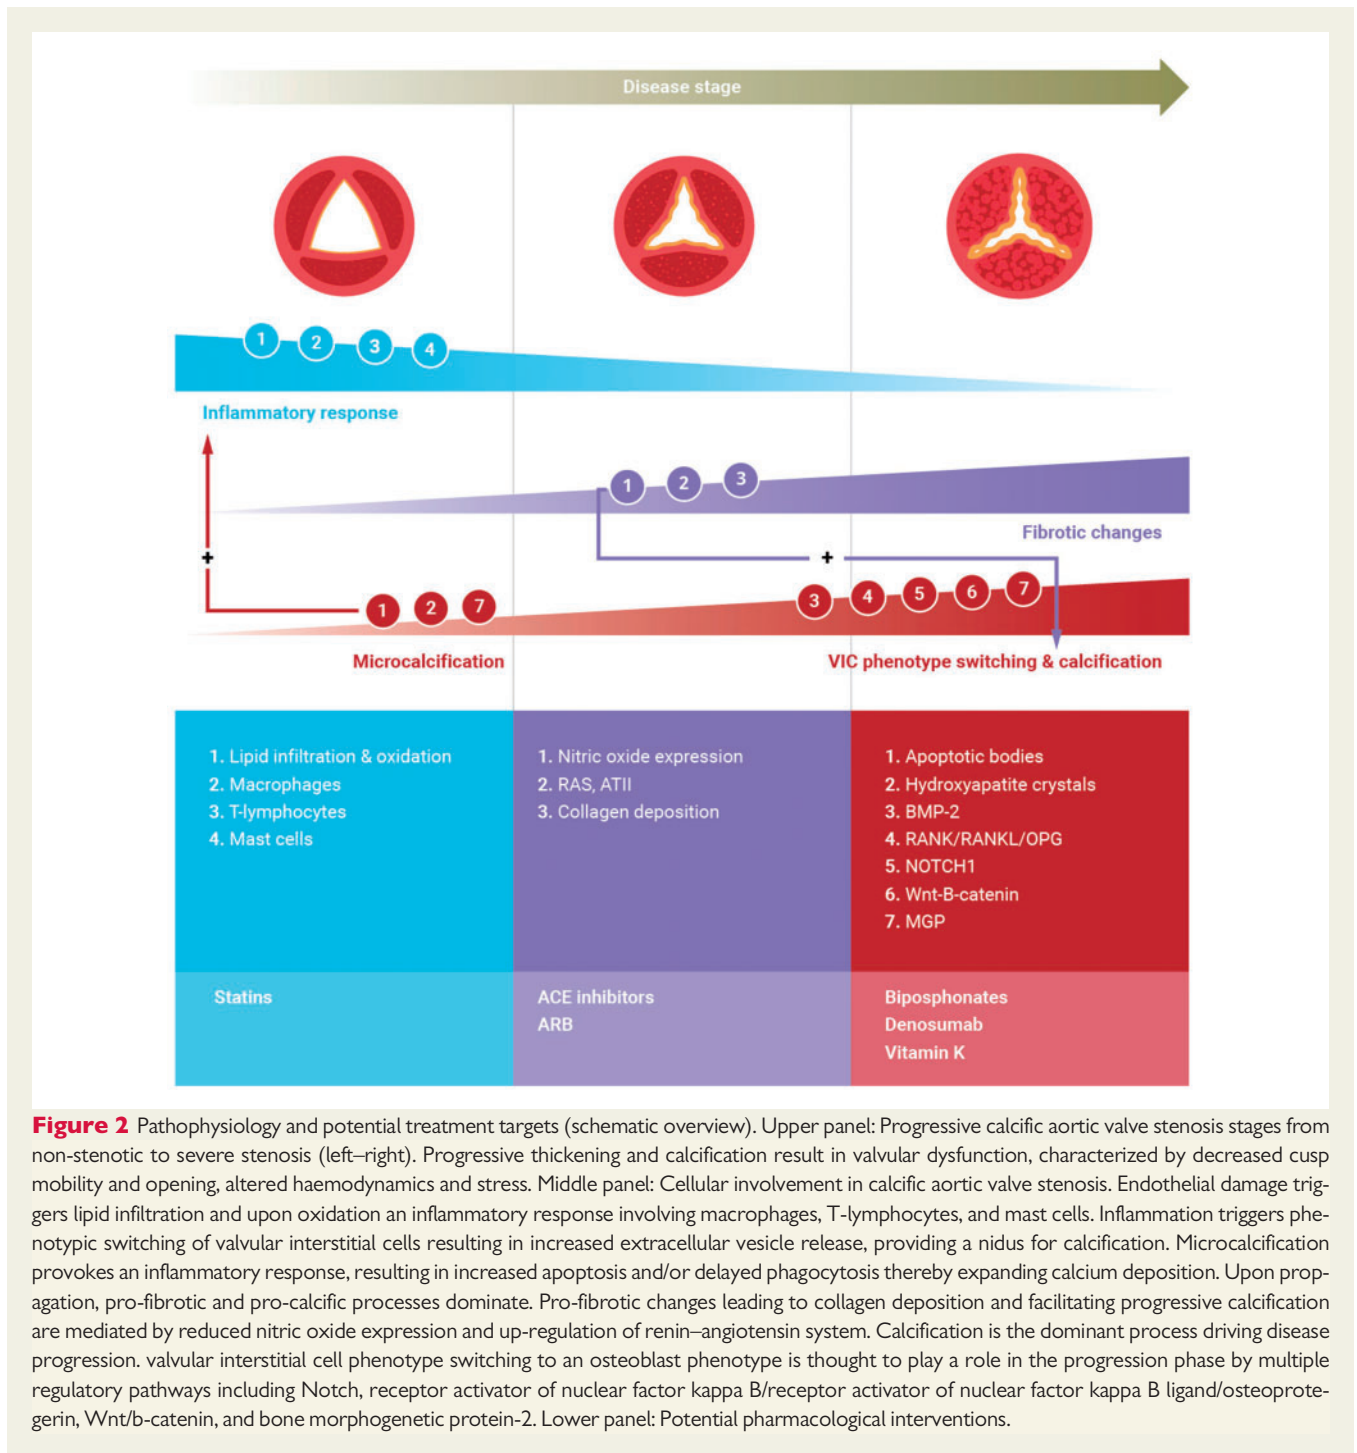 Disease stage
1 2 3 4
Inflammatory response
1 2 3
Fibrotic changes
+
+
1 2 7
3 4 5 6 7
Microcalcification
VIC phenotype switching & calcification
1. Lipid infiltration & oxidation
2. Macrophages
3. T-lymphocytes
4. Mast cells
1. Nitric oxide expression
2. RAS, ATII
3. Collagen deposition
1. Apoptotic bodies
2. Hydroxyapatite crystals
3. BMP-2
4. RANK/RANKL/OPG
5. NOTCH1
6. Wnt-B-catenin
7. MGP
Statins
ACE inhibitors
ARB
Biposphonates
Denosumab
Vitamin K
Figure 2 Pathophysiology and potential treatment targets (schematic overview). Upper panel: Progressive calcific aortic valve stenosis stages from
non-stenotic to severe stenosis (left–right). Progressive thickening and calcification result in valvular dysfunction, characterized by decreased cusp
mobility and opening, altered haemodynamics and stress. Middle panel: Cellular involvement in calcific aortic valve stenosis. Endothelial damage trig-
gers lipid infiltration and upon oxidation an inflammatory response involving macrophages, T-lymphocytes, and mast cells. Inflammation triggers phe-
notypic switching of valvular interstitial cells resulting in increased extracellular vesicle release, providing a nidus for calcification. Microcalcification
provokes an inflammatory response, resulting in increased apoptosis and/or delayed phagocytosis thereby expanding calcium deposition. Upon prop-
agation, pro-fibrotic and pro-calcific processes dominate. Pro-fibrotic changes leading to collagen deposition and facilitating progressive calcification
are mediated by reduced nitric oxide expression and up-regulation of renin–angiotensin system. Calcification is the dominant process driving disease
progression. valvular interstitial cell phenotype switching to an osteoblast phenotype is thought to play a role in the progression phase by multiple
regulatory pathways including Notch, receptor activator of nuclear factor kappa B/receptor activator of nuclear factor kappa B ligand/osteoprote-
gerin, Wnt/b-catenin, and bone morphogenetic protein-2. Lower panel: Potential pharmacological interventions.